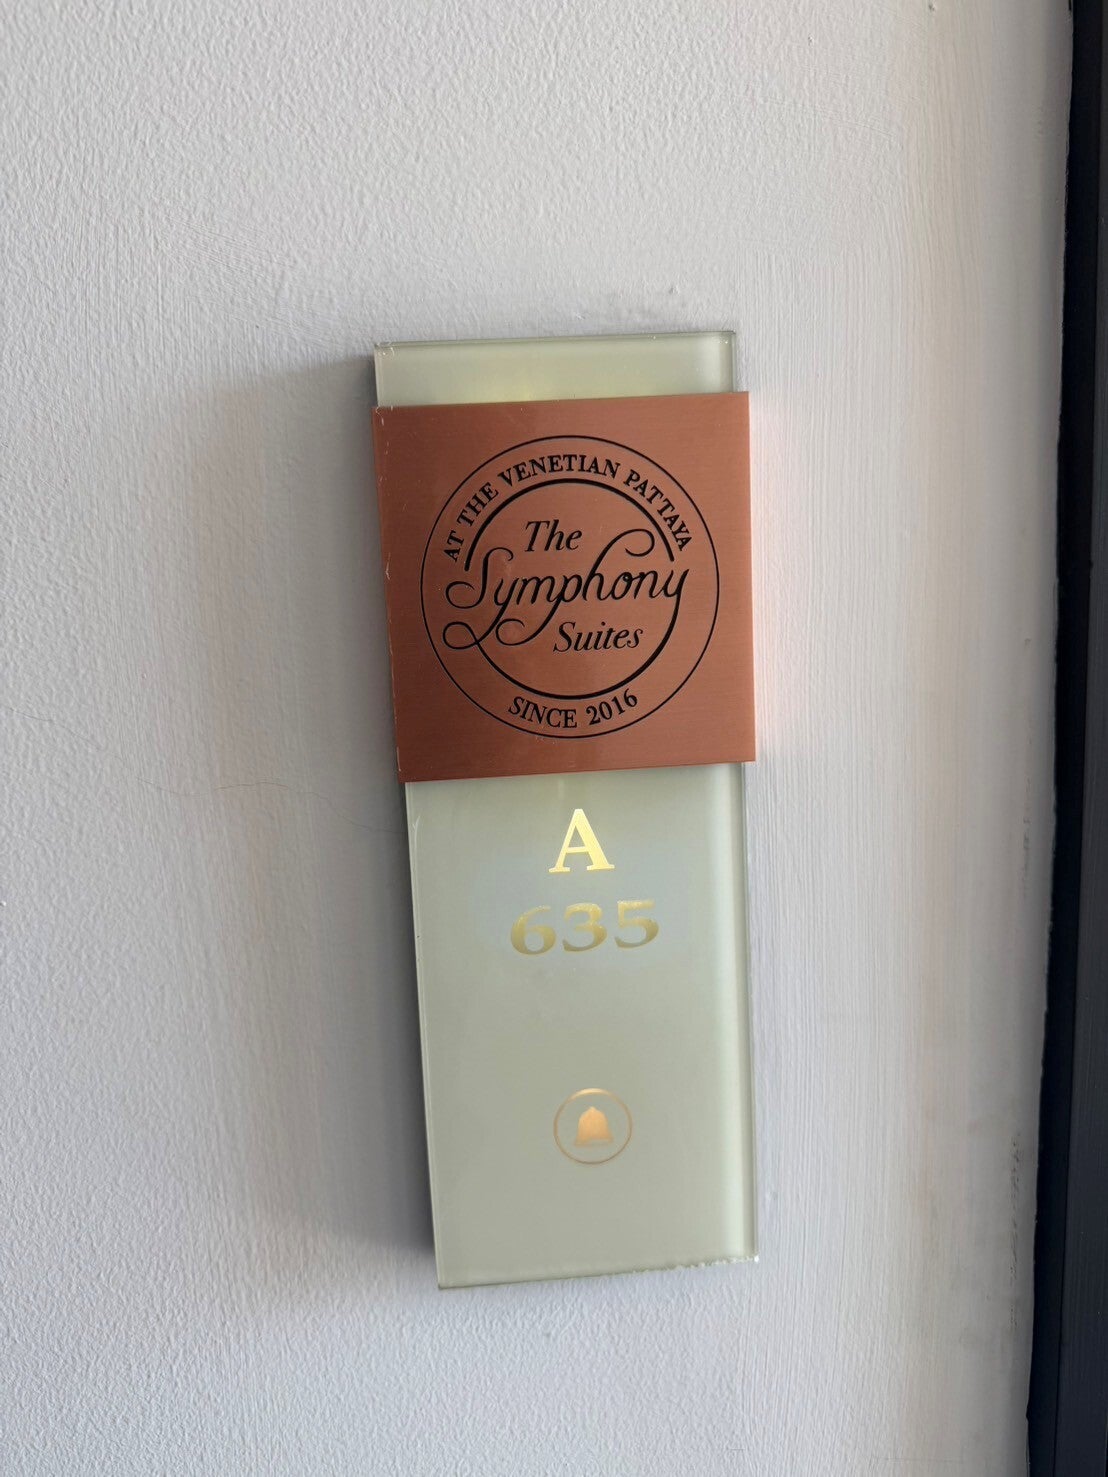 AT THE VENETIAN PATTAYA
The
Symphony
Suites
SINCE 2016
A
635